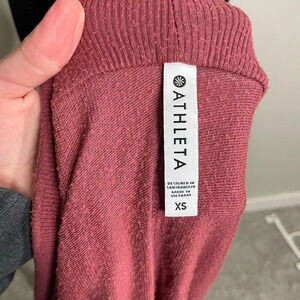 ATHLETA
DESIGNED IN
SAN FRANCISCO
MADE IN
VIETNAM
XS